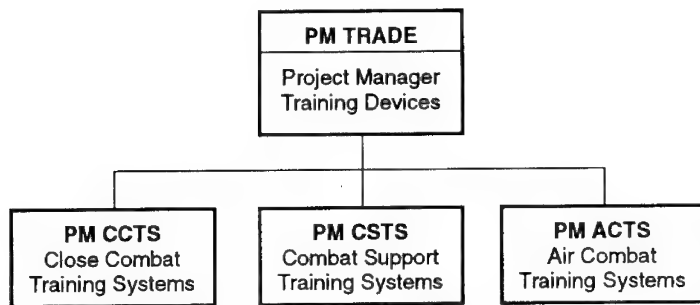 PM TRADE
Project Manager
Training Devices
PM CCTS
Close Combat
Training Systems
PM CSTS
Combat Support
Training Systems
PM ACTS
Air Combat
Training Systems